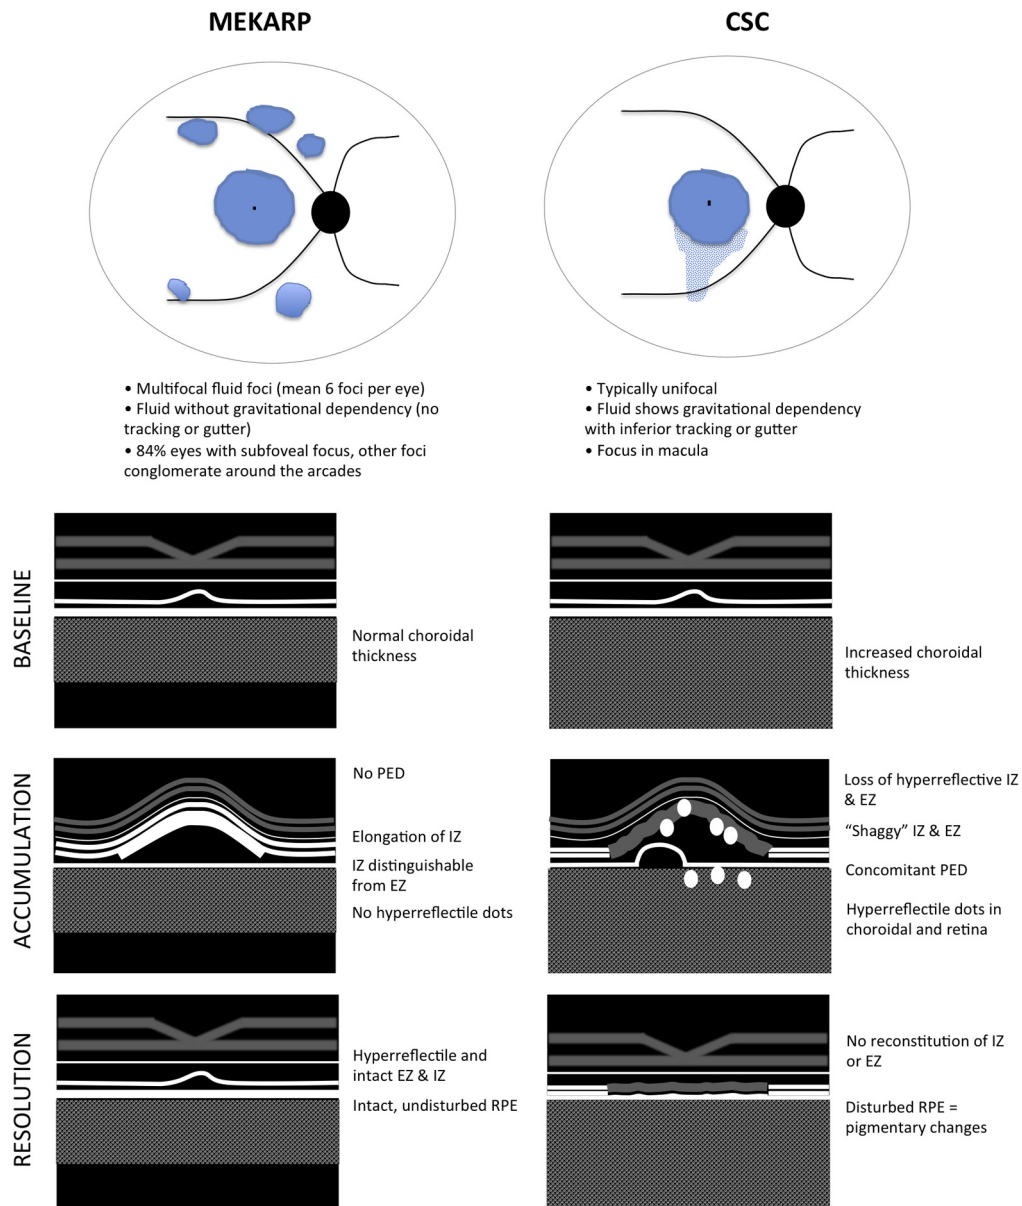 MEKARP
CSC
• Multifocal fluid foci (mean 6 foci per eye)
• Fluid without gravitational dependency (no
tracking or gutter)
• 84% eyes with subfoveal focus, other foci
conglomerate around the arcades
• Typically unifocal
• Fluid shows gravitational dependency
with inferior tracking or gutter
• Focus in macula
BASELINE
Normal choroidal
thickness
Increased choroidal
thickness
ACCUMULATION
No PED
Elongation of IZ
IZ distinguishable
from EZ
No hyperreflectile dots
Loss of hyperreflective IZ
& EZ
“Shaggy” IZ & EZ
Concomitant PED
Hyperreflectile dots in
choroidal and retina
RESOLUTION
Hyperreflectile and
intact EZ & IZ
Intact, undisturbed RPE
No reconstitution of IZ
or EZ
Disturbed RPE =
pigmentary changes